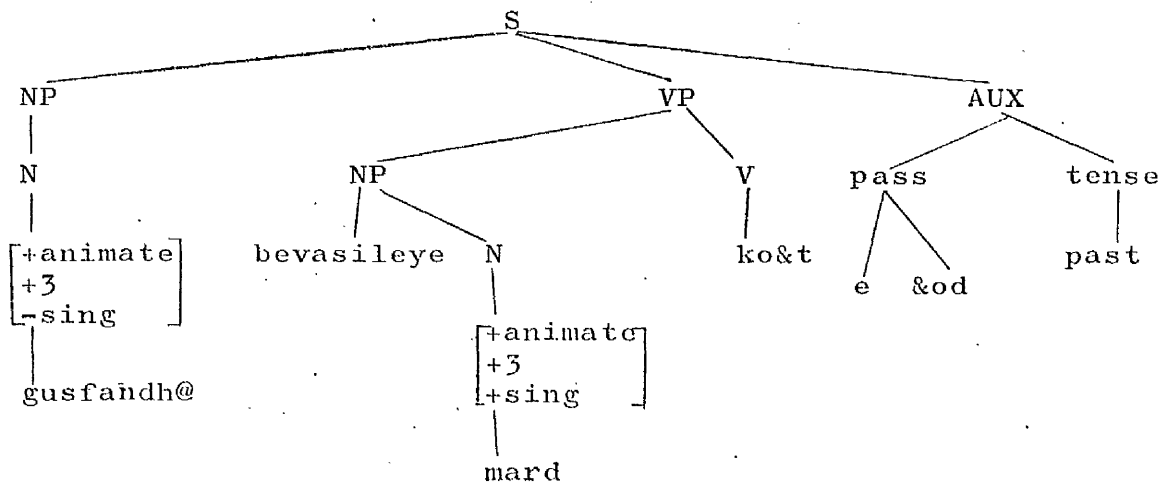 S
NP VP AUX
N NP V pass tense
[+animate bevasileye N ko&t past
+3 e &od
-sing]
[+animate
+3
gusfandh@ +sing]
mard